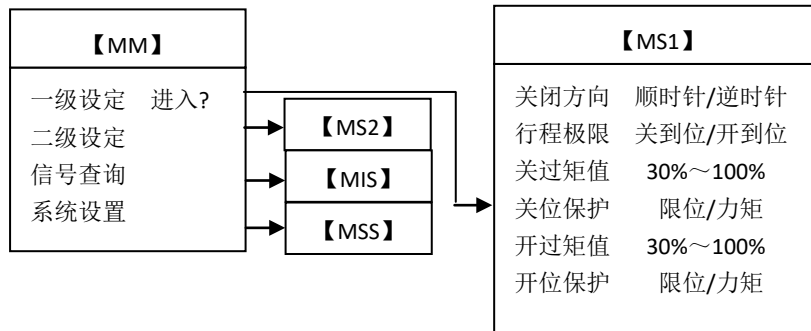 【MM】
一级设定 进入?
二级设定
信号查询
系统设置
【MS2】
【MIS】
【MSS】
【MS1】
关闭方向 顺时针/逆时针
行程极限 关到位/开到位
关过矩值 30%～100%
关位保护 限位/力矩
开过矩值 30%～100%
开位保护 限位/力矩